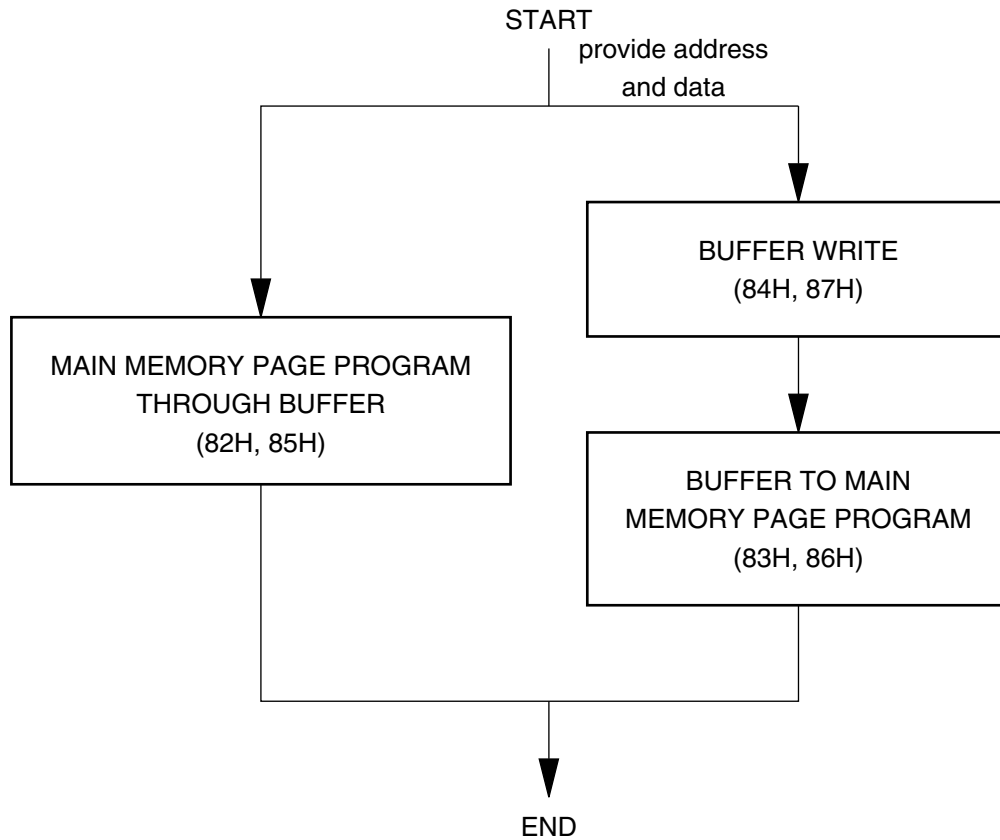 START
provide address
and data
BUFFER WRITE
(84H, 87H)
MAIN MEMORY PAGE PROGRAM
THROUGH BUFFER
(82H, 85H)
BUFFER TO MAIN
MEMORY PAGE PROGRAM
(83H, 86H)
END